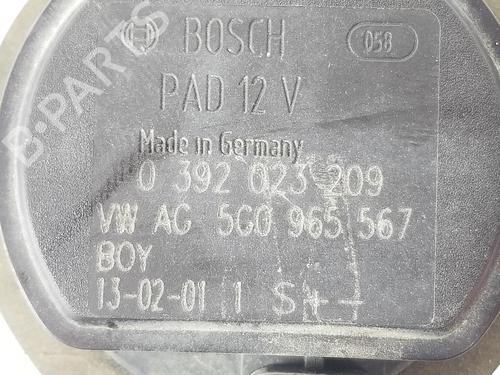 BOSCH 058
PAD 12 V
Made in Germany
0 392 023 209
VW AG 5G0 965 567
BOY
13-02-01 1 S++
B-PARTS